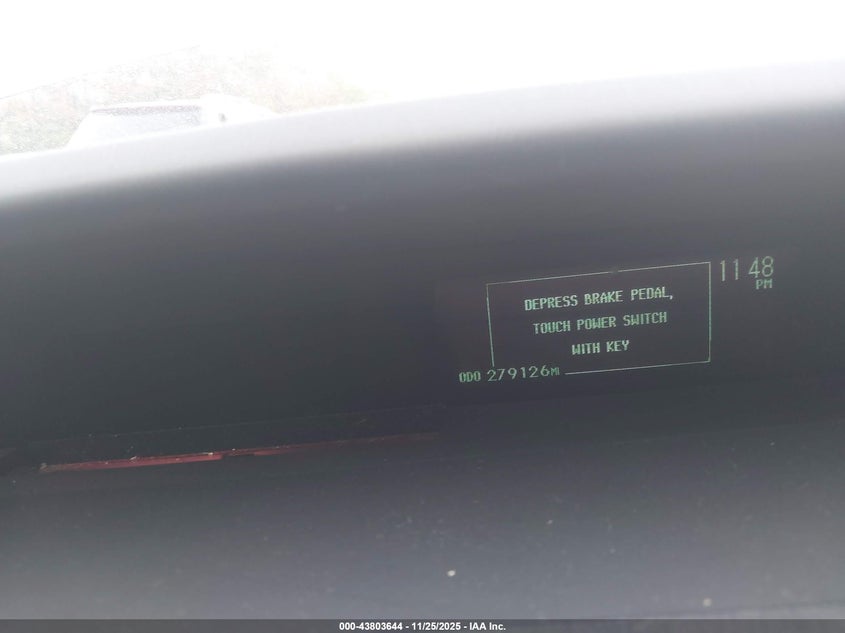 11 48
PM
DEPRESS BRAKE PEDAL,
TOUCH POWER SWITCH
WITH KEY
ODO 279126MI
000-43803644 - 11/25/2025 - IAA Inc.